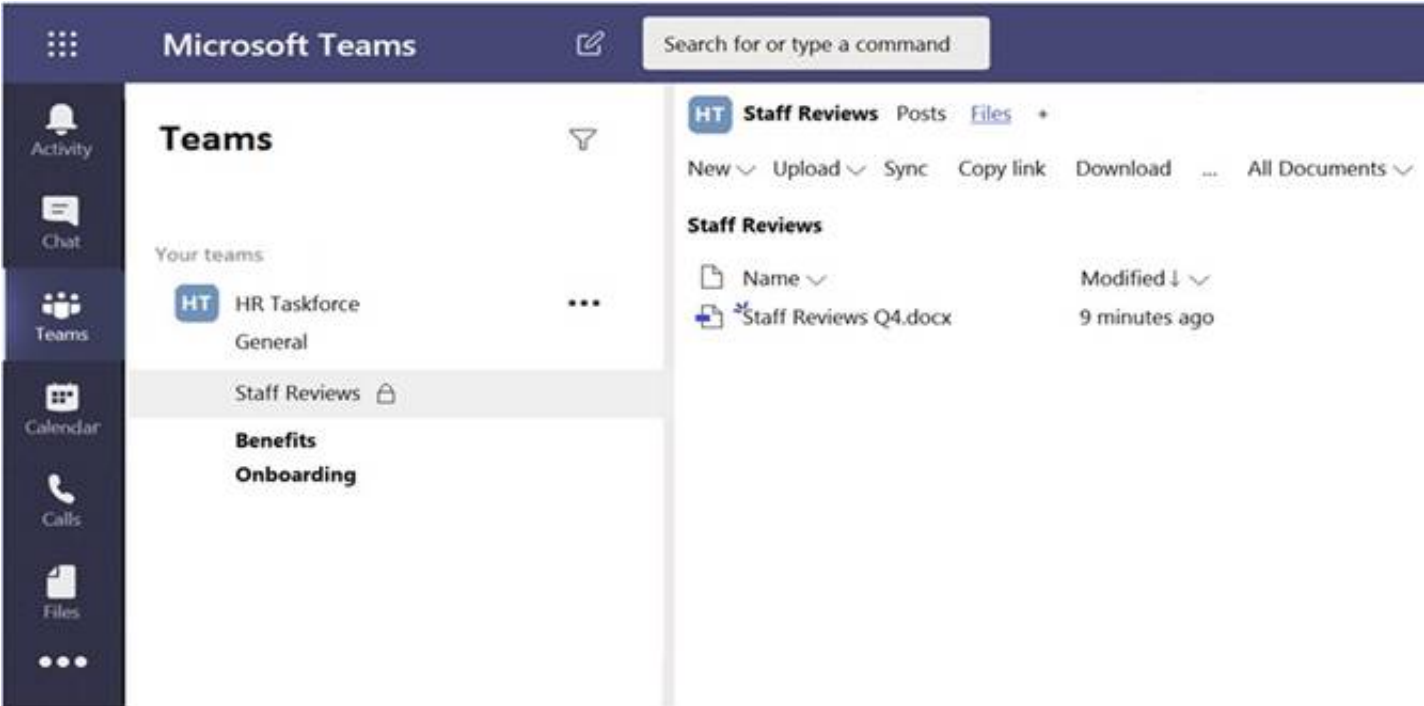 Microsoft Teams
Search for or type a command
Activity
Chat
Teams
Calendar
Calls
Files
Teams
Your teams
HT HR Taskforce
General
Staff Reviews
Benefits
Onboarding
HT Staff Reviews Posts Files +
New Upload Sync Copy link Download ... All Documents
Staff Reviews
Name Modified↓
Staff Reviews Q4.docx 9 minutes ago